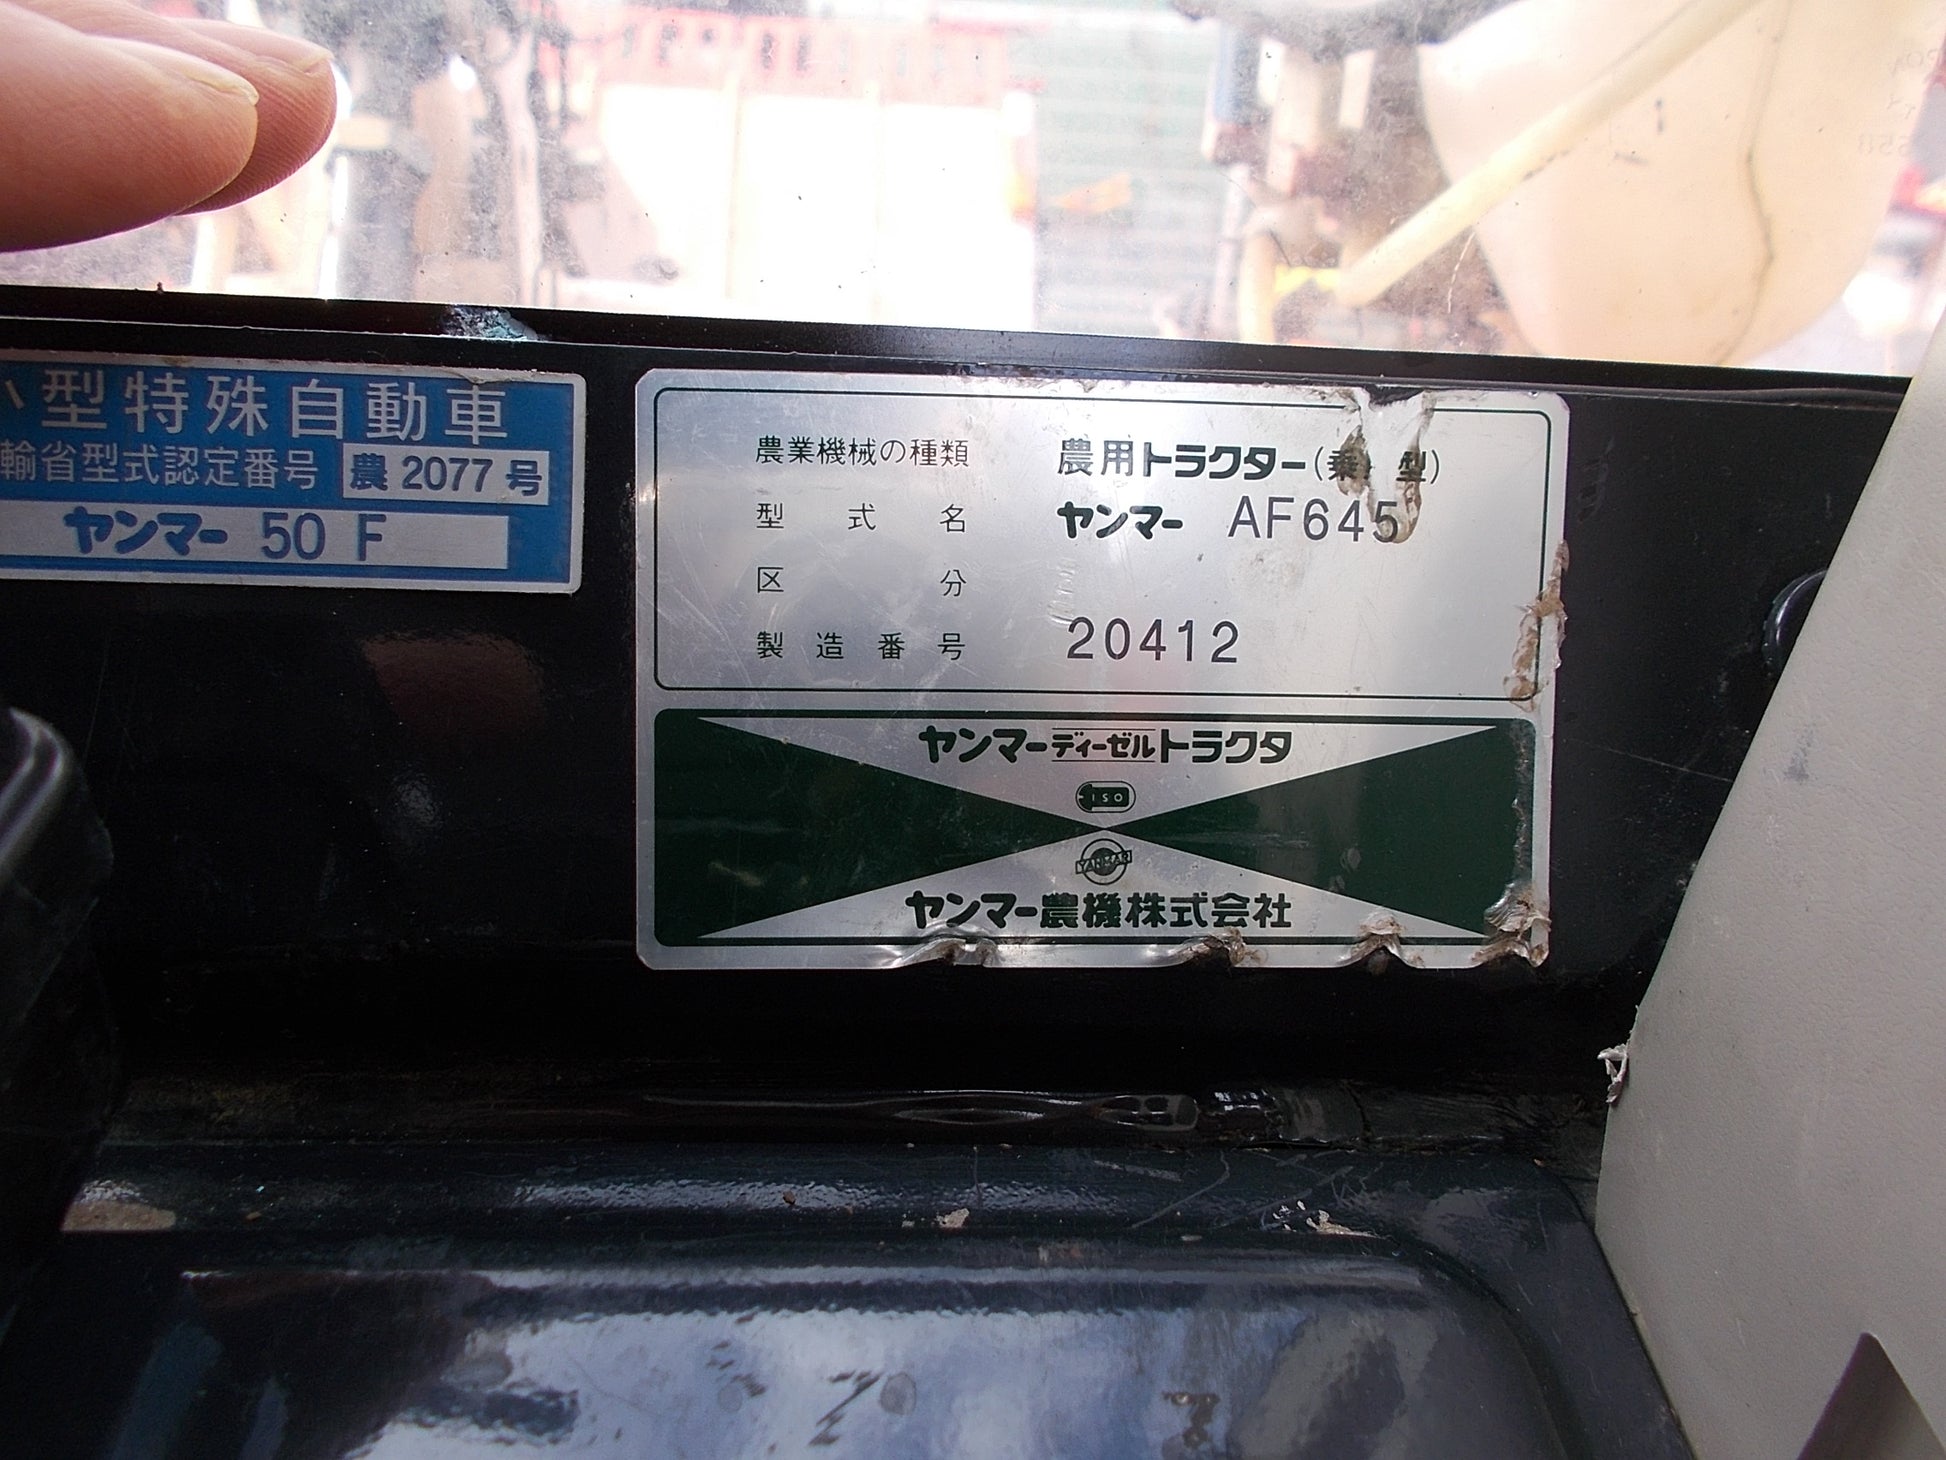 型特殊自動車
輸省型式認定番号 農 2077 号
ヤンマー 50 F
農業機械の種類 農用トラクター(乗 型)
型式名 ヤンマー AF645
区分
製造番号 20412
ヤンマーディーゼルトラクタ
ISO
YANMAR
ヤンマー農機株式会社